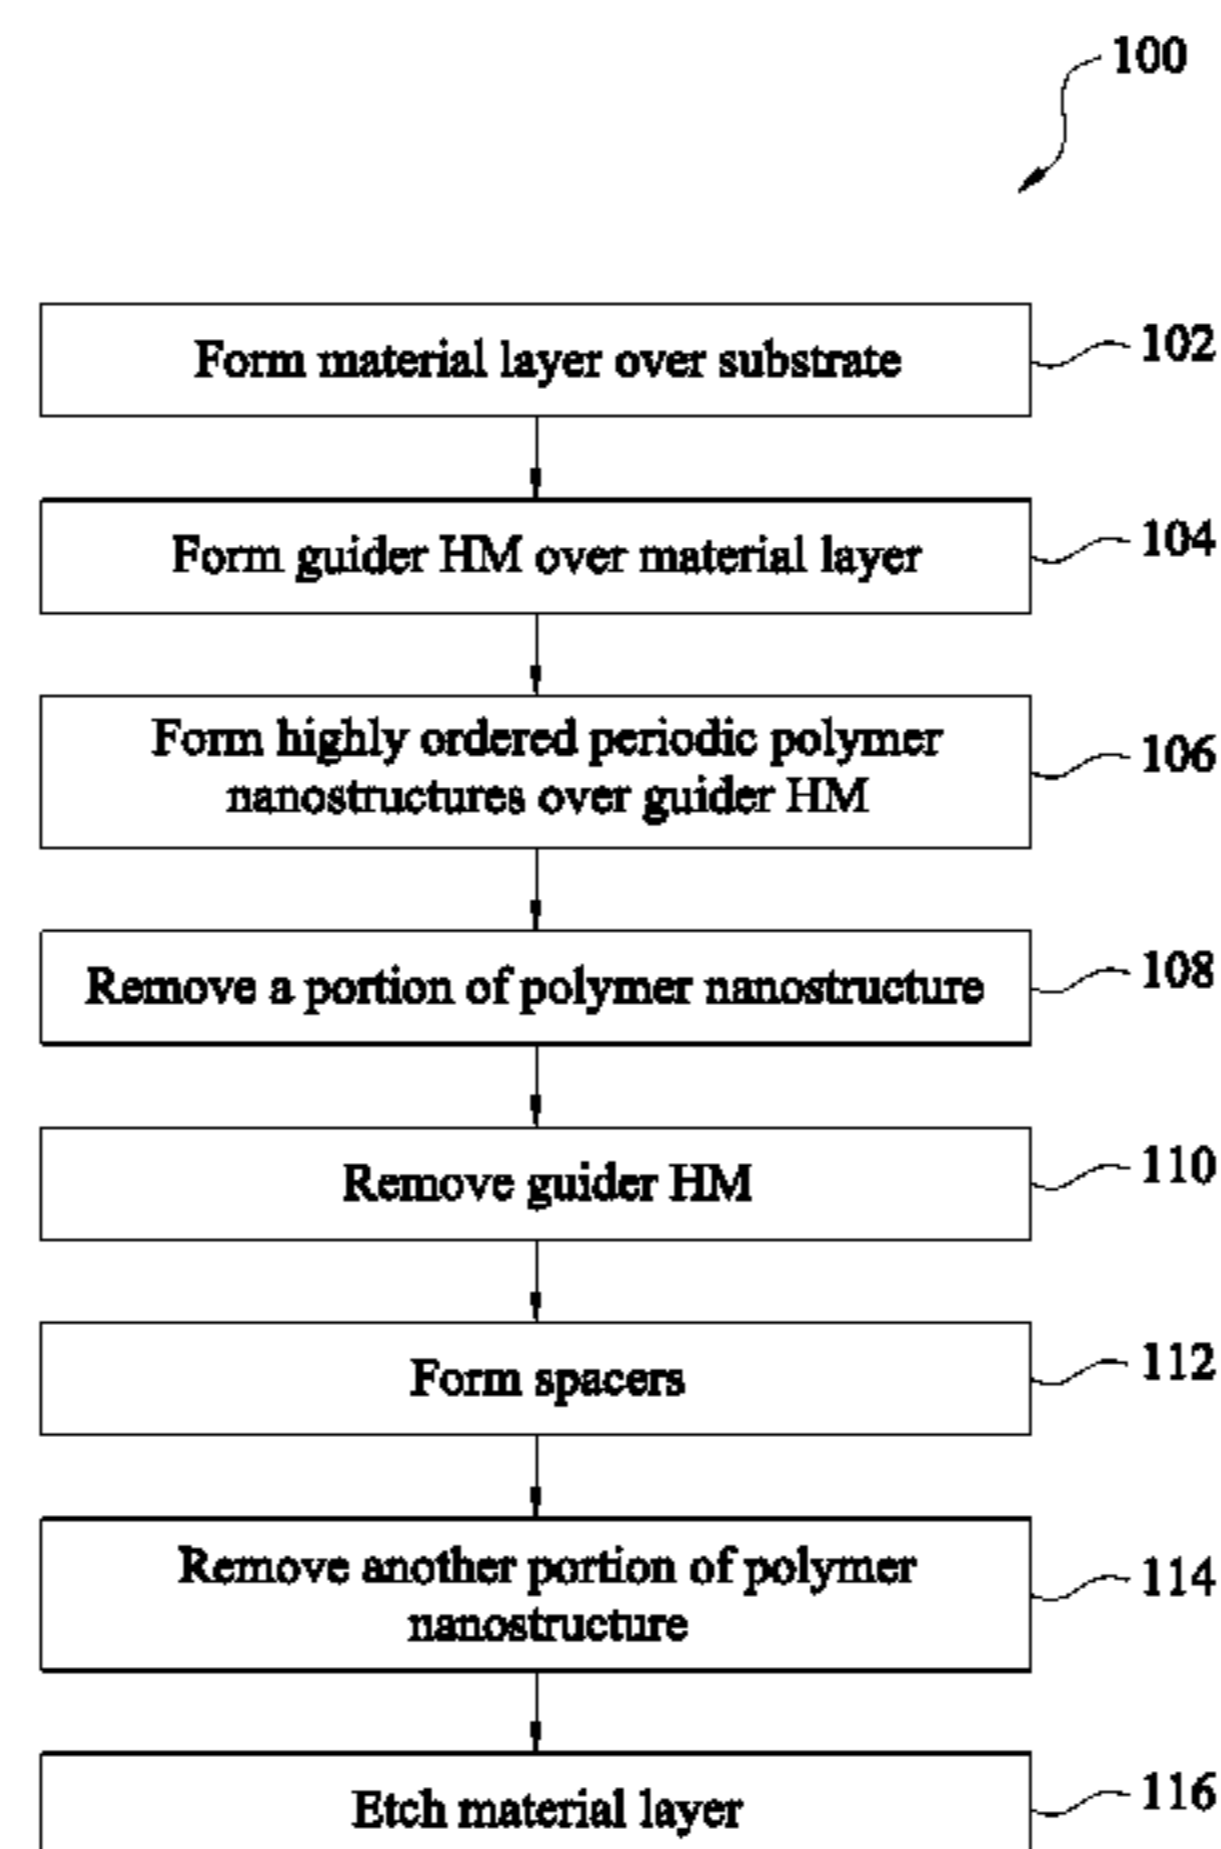 100
Form material layer over substrate
102
Form guider HM over material layer
104
Form highly ordered periodic polymer
nanostructures over guider HM
106
Remove a portion of polymer nanostructure
108
Remove guider HM
110
Form spacers
112
Remove another portion of polymer
nanostructure
114
Etch material layer
116